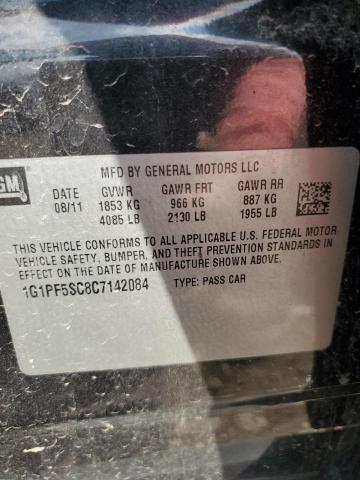 GM
MFD BY GENERAL MOTORS LLC
DATE GVWR GAWR FRT GAWR RR
08/11 1853 KG 966 KG 887 KG
4085 LB 2130 LB 1955 LB
THIS VEHICLE CONFORMS TO ALL APPLICABLE U.S. FEDERAL MOTOR
VEHICLE SAFETY, BUMPER, AND THEFT PREVENTION STANDARDS IN
EFFECT ON THE DATE OF MANUFACTURE SHOWN ABOVE.
1G1PF5SC8C7142084 TYPE: PASS CAR